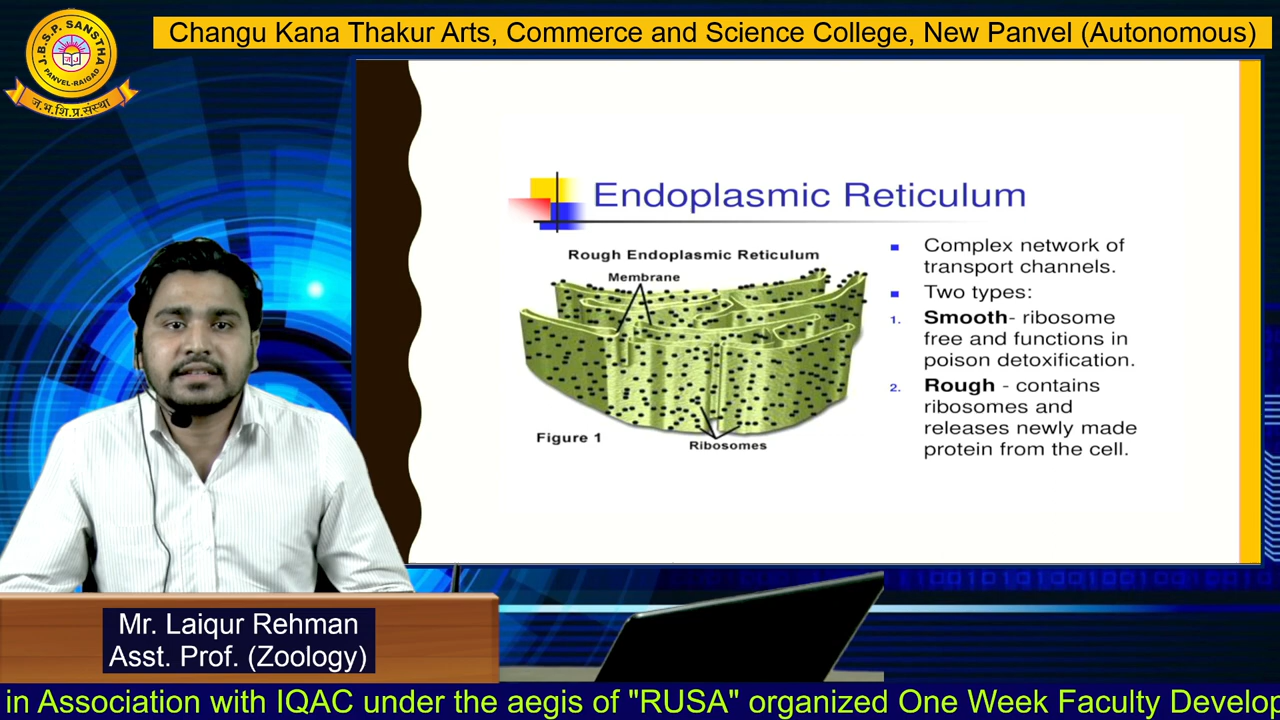 Changu Kana Thakur Arts, Commerce and Science College, New Panvel (Autonomous)
J.B.S.P. SANSTHA
PANVEL-RAIGAD
ज.भ.शि.प्र.संस्था
Endoplasmic Reticulum
Rough Endoplasmic Reticulum
Membrane
Ribosomes
Figure 1
Complex network of
transport channels.
Two types:
1. Smooth- ribosome
free and functions in
poison detoxification.
2. Rough - contains
ribosomes and
releases newly made
protein from the cell.
Mr. Laiqur Rehman
Asst. Prof. (Zoology)
in Association with IQAC under the aegis of "RUSA" organized One Week Faculty Develop